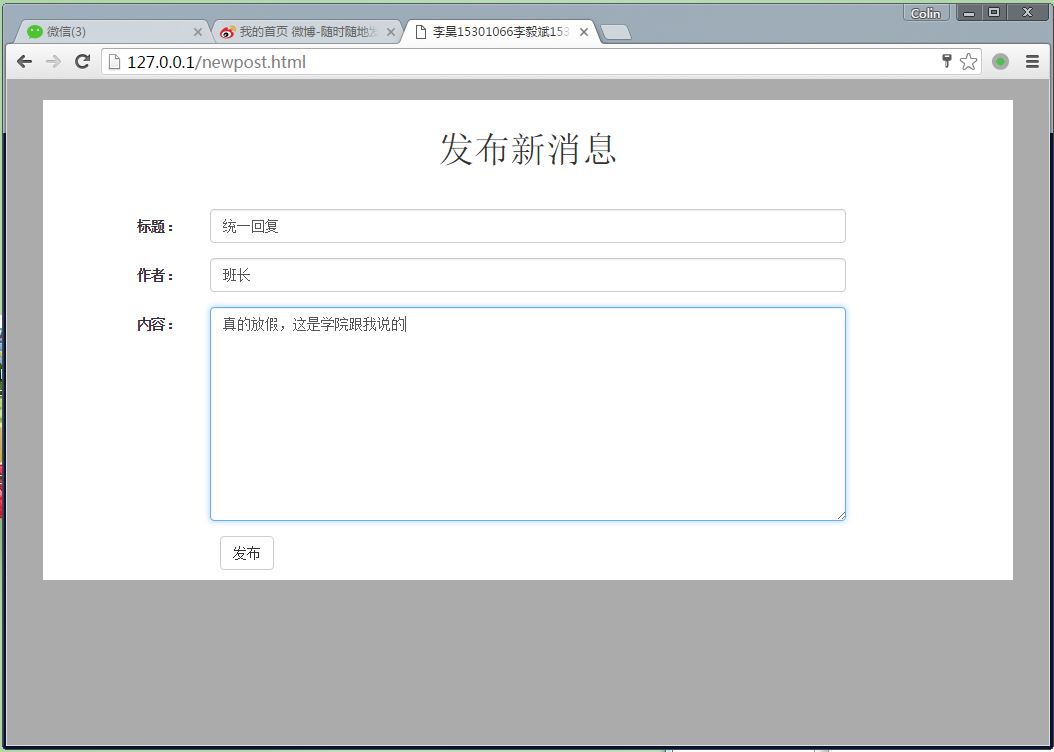 Colin
微信(3)
我的首页 微博-随时随地发
李昊15301066李毅斌153
127.0.0.1/newpost.html
发布新消息
标题：
统一回复
作者：
班长
内容：
真的放假，这是学院跟我说的
发布